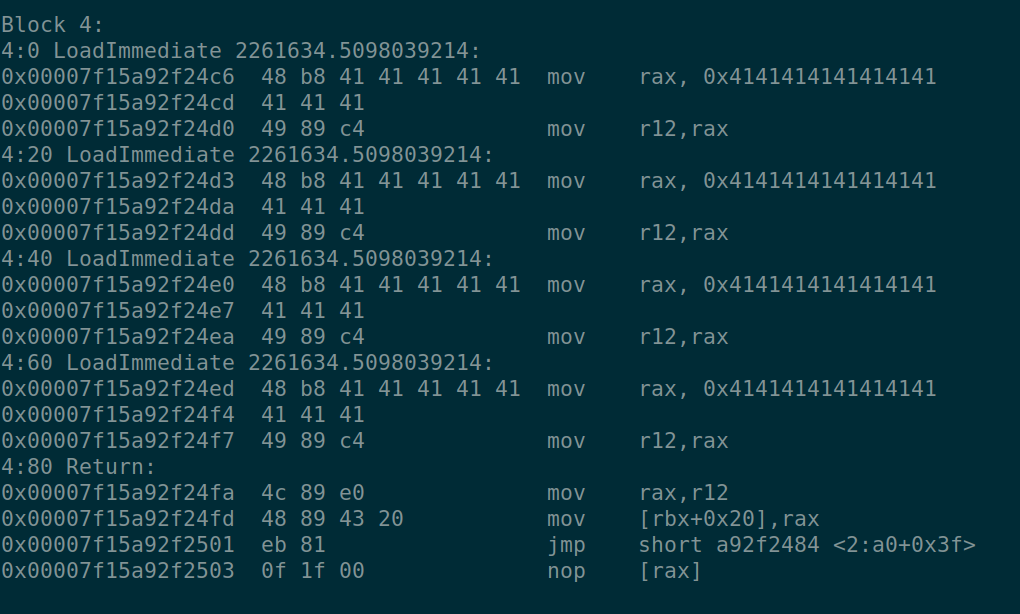 Block 4:
4:0 LoadImmediate 2261634.5098039214:
0x00007f15a92f24c6  48 b8 41 41 41 41 41  mov    rax, 0x4141414141414141
0x00007f15a92f24cd  41 41 41
0x00007f15a92f24d0  49 89 c4              mov    r12,rax
4:20 LoadImmediate 2261634.5098039214:
0x00007f15a92f24d3  48 b8 41 41 41 41 41  mov    rax, 0x4141414141414141
0x00007f15a92f24da  41 41 41
0x00007f15a92f24dd  49 89 c4              mov    r12,rax
4:40 LoadImmediate 2261634.5098039214:
0x00007f15a92f24e0  48 b8 41 41 41 41 41  mov    rax, 0x4141414141414141
0x00007f15a92f24e7  41 41 41
0x00007f15a92f24ea  49 89 c4              mov    r12,rax
4:60 LoadImmediate 2261634.5098039214:
0x00007f15a92f24ed  48 b8 41 41 41 41 41  mov    rax, 0x4141414141414141
0x00007f15a92f24f4  41 41 41
0x00007f15a92f24f7  49 89 c4              mov    r12,rax
4:80 Return:
0x00007f15a92f24fa  4c 89 e0              mov    rax,r12
0x00007f15a92f24fd  48 89 43 20           mov    [rbx+0x20],rax
0x00007f15a92f2501  eb 81                 jmp    short a92f2484 <2:a0+0x3f>
0x00007f15a92f2503  0f 1f 00              nop    [rax]